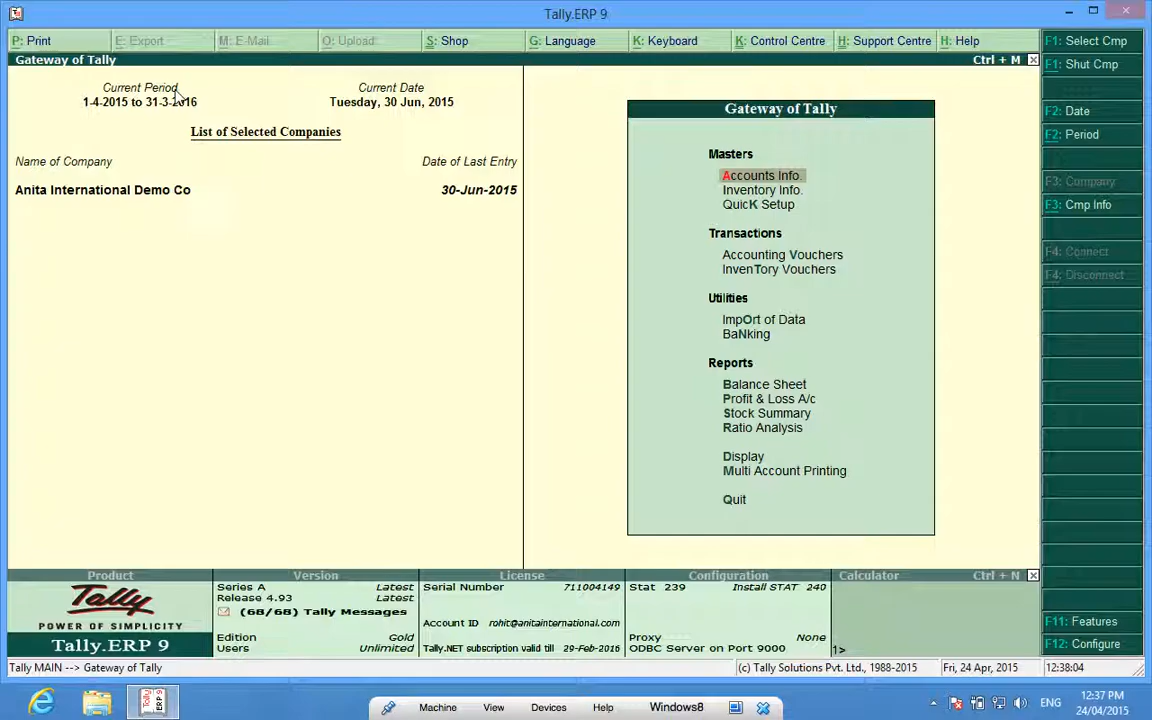 Tally.ERP 9
P: Print
E: Export
M: E-Mail
O: Upload
S: Shop
G: Language
K: Keyboard
K: Control Centre
H: Support Centre
H: Help
Gateway of Tally
Ctrl + M
Current Period
1-4-2015 to 31-3-2016
Current Date
Tuesday, 30 Jun, 2015
List of Selected Companies
Name of Company
Date of Last Entry
Anita International Demo Co
30-Jun-2015
Gateway of Tally
Masters
Accounts Info.
Inventory Info.
QuicK Setup
Transactions
Accounting Vouchers
InvenTory Vouchers
Utilities
ImpOrt of Data
BaNking
Reports
Balance Sheet
Profit & Loss A/c
Stock Summary
Ratio Analysis
Display
Multi Account Printing
Quit
F1: Select Cmp
F1: Shut Cmp
F2: Date
F2: Period
F3: Company
F3: Cmp Info
F4: Connect
F4: Disconnect
F11: Features
F12: Configure
Product
Tally
POWER OF SIMPLICITY
Tally.ERP 9
Version
Series A Latest
Release 4.93 Latest
(68/68) Tally Messages
Edition Gold
Users Unlimited
License
Serial Number 711004149
Account ID rohit@anitainternational.com
Tally.NET subscription valid till 29-Feb-2016
Configuration
Stat 239 Install STAT 240
Proxy None
ODBC Server on Port 9000
Calculator
Ctrl + N
1>
Tally MAIN --> Gateway of Tally
(c) Tally Solutions Pvt. Ltd., 1988-2015
Fri, 24 Apr, 2015
12:38:04
Machine
View
Devices
Help
Windows8
ENG
12:37 PM
24/04/2015